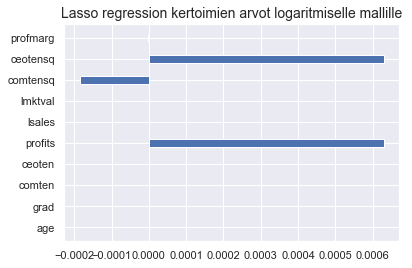 Lasso regression kertoimien arvot logaritmiselle mallille
profmarg
ceotensq
comtensq
lmktval
lsales
profits
ceoten
comten
grad
age
−0.0002 −0.0001 0.0000 0.0001 0.0002 0.0003 0.0004 0.0005 0.0006